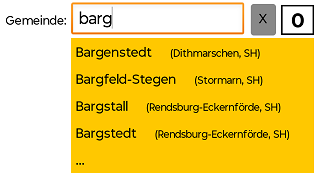 Gemeinde: barg X 0
Bargenstedt (Dithmarschen, SH)
Bargfeld-Stegen (Stormarn, SH)
Bargstall (Rendsburg-Eckernförde, SH)
Bargstedt (Rendsburg-Eckernförde, SH)
...